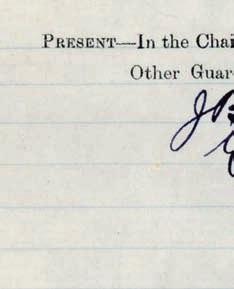 PRESENT—In the Chai
Other Guar
J